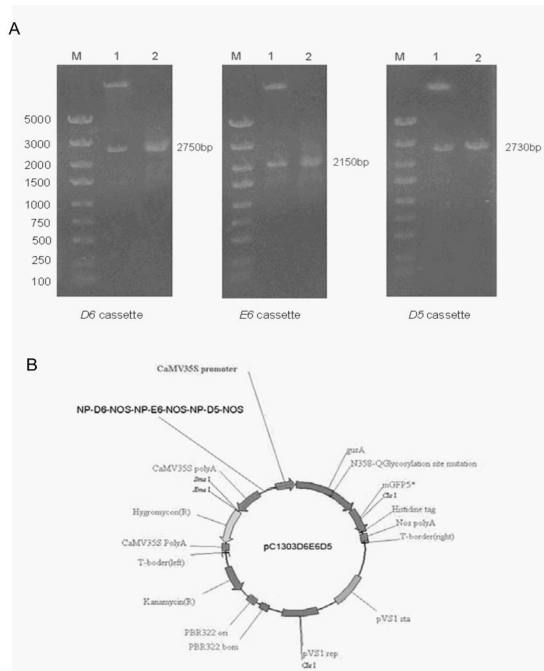 A
M 1 2
M 1 2
M 1 2
5000
3000
2000
1500
1000
750
500
250
100
2750bp
2150bp
2730bp
D6 cassette
E6 cassette
D5 cassette
B
CaMV35S promoter
NP-D6-NOS-NP-E6-NOS-NP-D5-NOS
gusA
N358-QGlycosylation site mutation
CaMV35S polyA
mGFP5*
Cla I
Histidine tag
Hygromycon(R)
Nos polyA
T-border(right)
CaMV35S PolyA
pC1303D6E6D5
T-boder(left)
Kanamycin(R)
pVS1 sta
PBR322 ori
PBR322 bom
pVS1 rep
Cla I